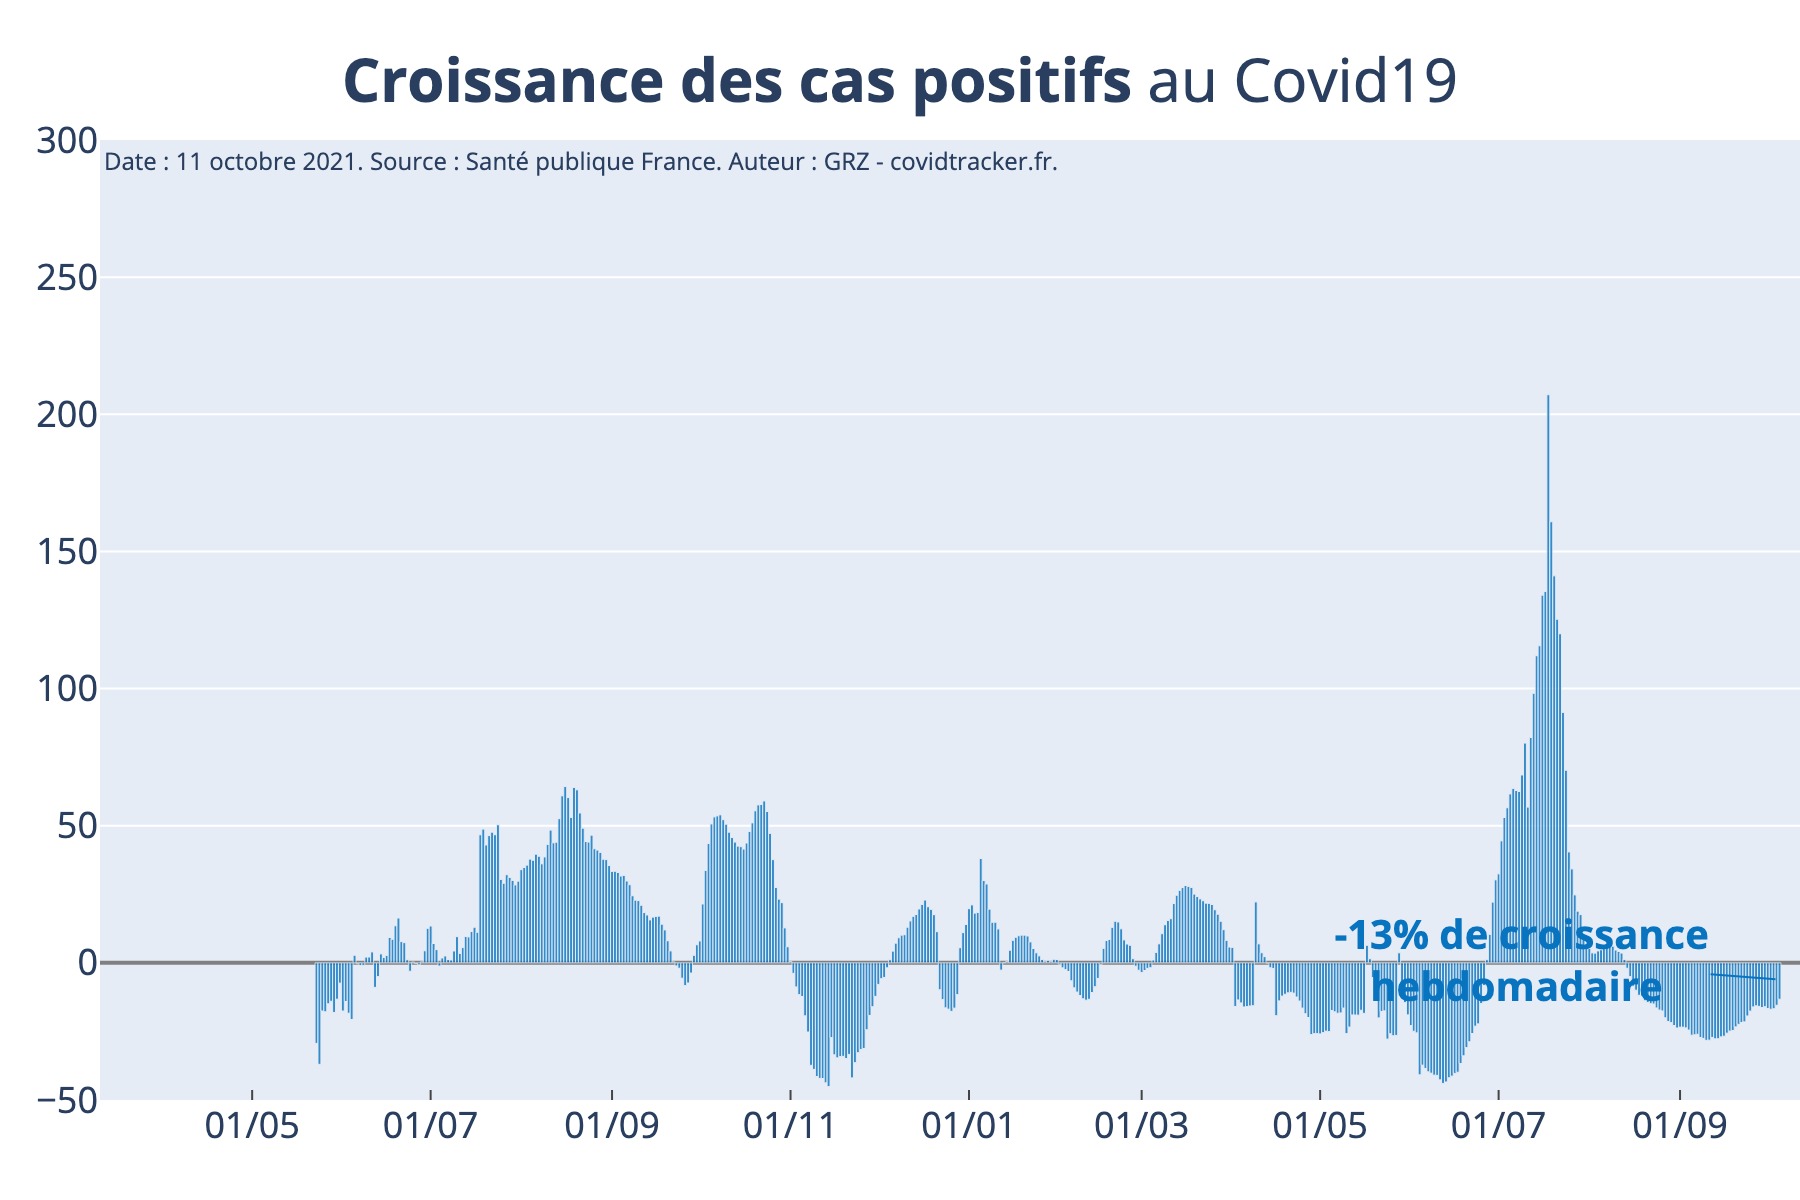 Croissance des cas positifs au Covid19
300
Date : 11 octobre 2021. Source : Santé publique France. Auteur : GRZ - covidtracker.fr.
250
200
150
100
50
-13% de croissance
hebdomadaire
0
−50
01/05 01/07 01/09 01/11 01/01 01/03 01/05 01/07 01/09